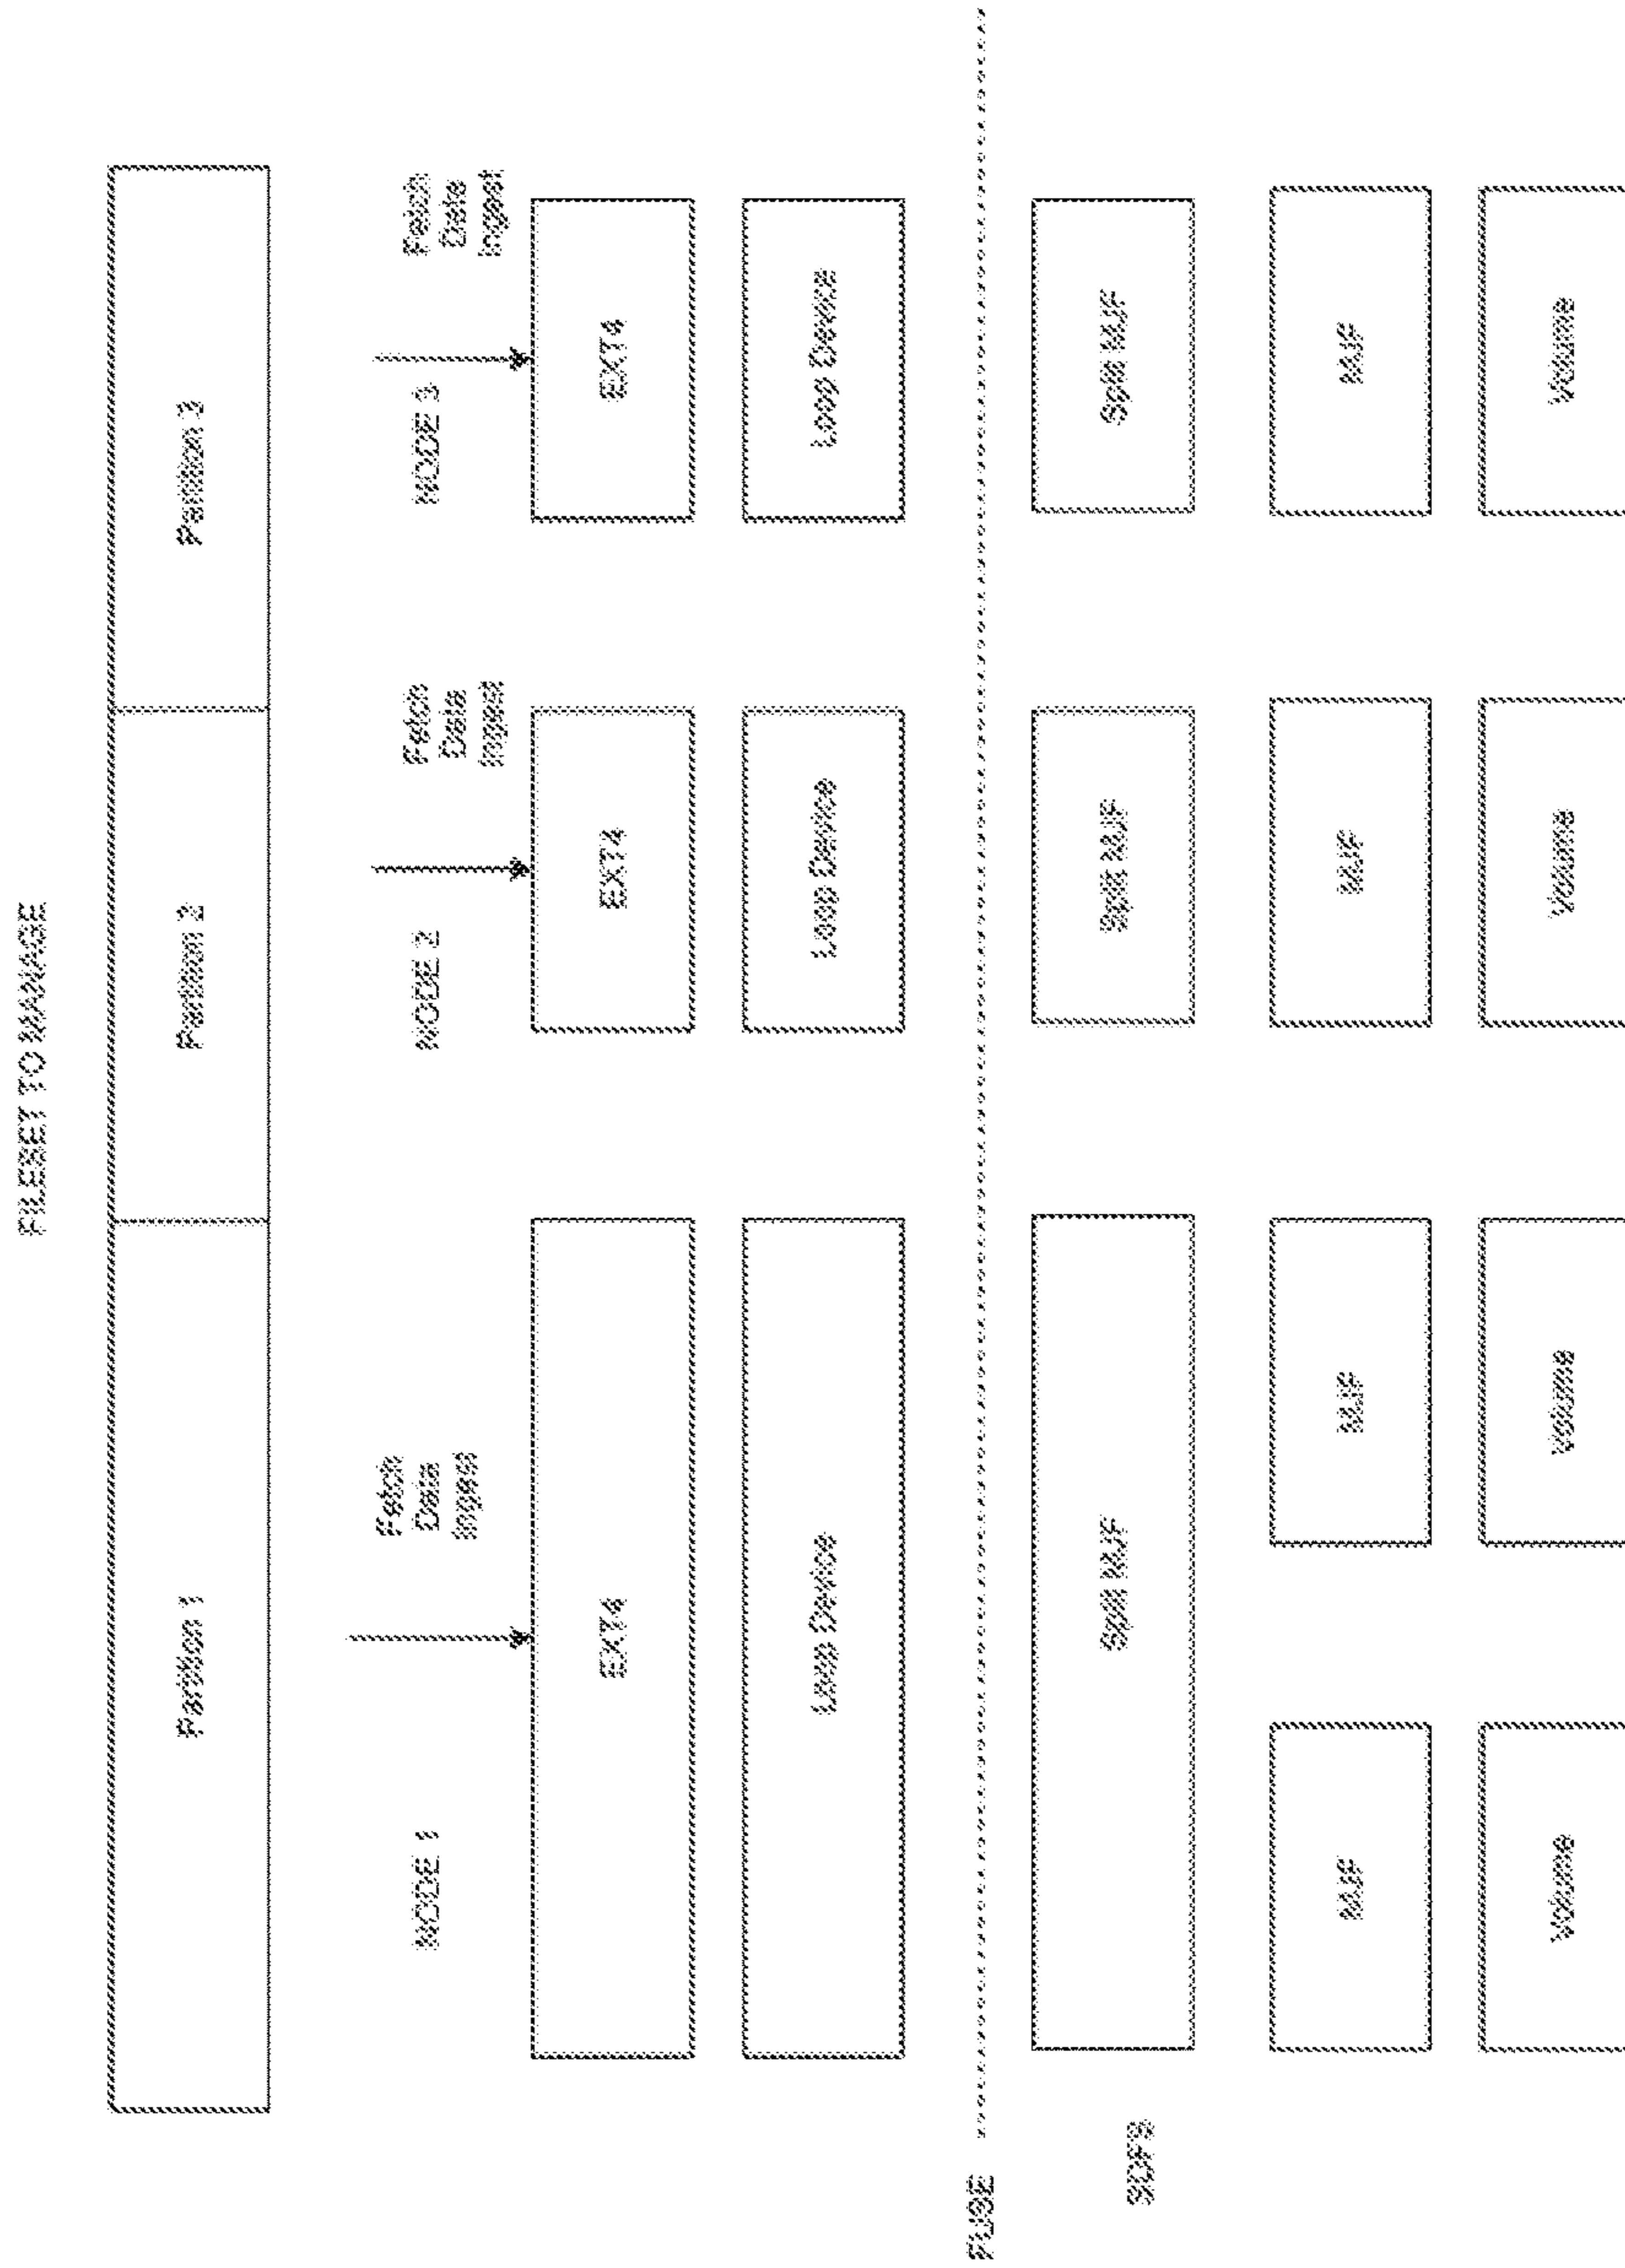 FILESET TO MANAGE
Partition 1
Partition 2
Partition 3
NODE 1
Fetch
Data
Ingest
NODE 2
Fetch
Data
Ingest
NODE 3
Fetch
Data
Ingest
EXT4
EXT4
EXT4
Loop Device
Loop Device
Loop Device
FUSE
SDFS
Split MJF
Split MJF
Split MJF
MJF
MJF
MJF
MJF
Volume
Volume
Volume
Volume